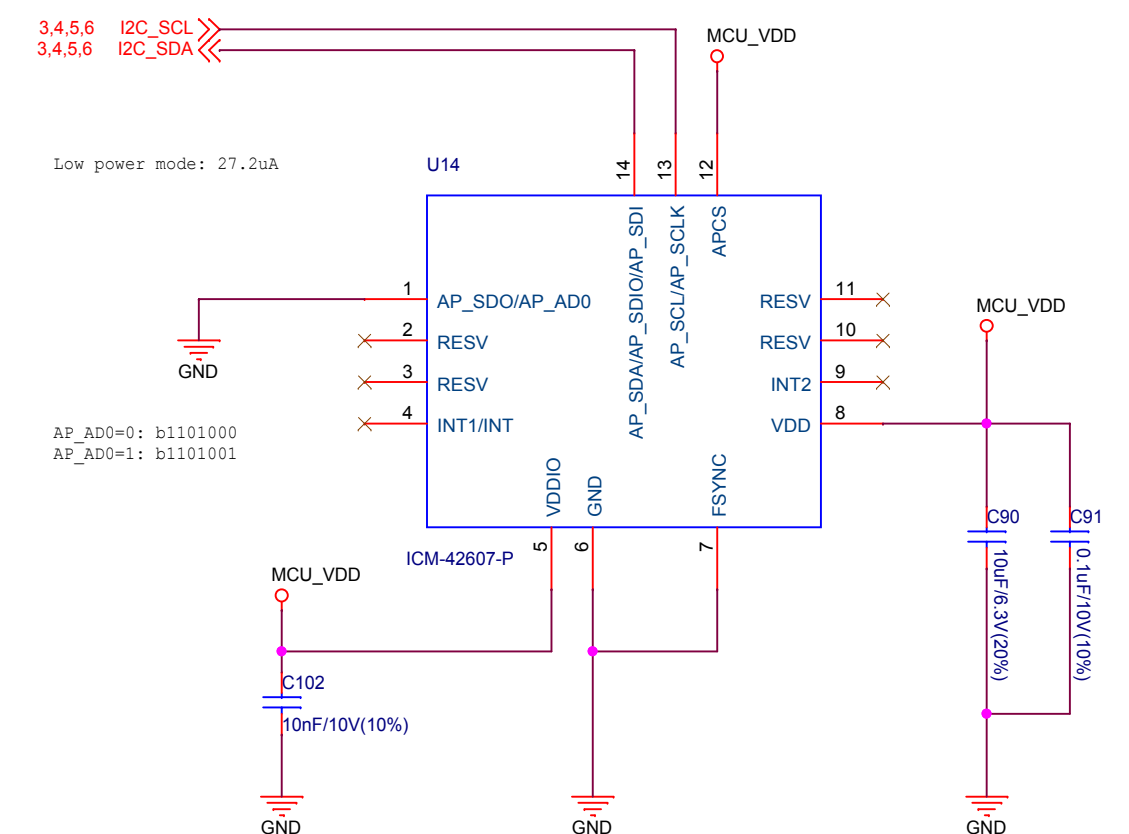 3,4,5,6 I2C_SCL
3,4,5,6 I2C_SDA
MCU_VDD
Low power mode: 27.2uA
U14
14
13
12
AP_SDA/AP_SDIO/AP_SDI
AP_SCL/AP_SCLK
APCS
1
AP_SDO/AP_AD0
2
RESV
3
RESV
4
INT1/INT
11
RESV
10
RESV
9
INT2
8
VDD
MCU_VDD
GND
AP_AD0=0: b1101000
AP_AD0=1: b1101001
VDDIO
GND
FSYNC
5
6
7
ICM-42607-P
C90
10uF/6.3V(20%)
C91
0.1uF/10V(10%)
MCU_VDD
C102
10nF/10V(10%)
GND
GND
GND